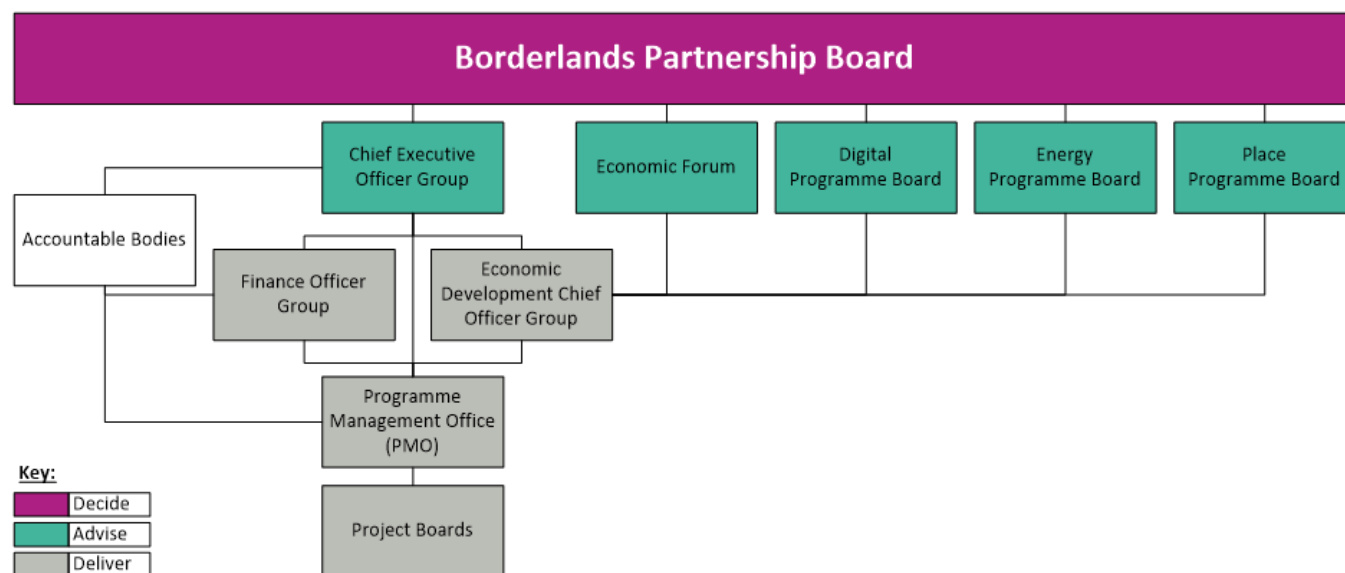 Borderlands Partnership Board
Chief Executive
Officer Group
Economic Forum
Digital
Programme Board
Energy
Programme Board
Place
Programme Board
Accountable Bodies
Finance Officer
Group
Economic
Development Chief
Officer Group
Programme
Management Office
(PMO)
Project Boards
Key:
Decide
Advise
Deliver